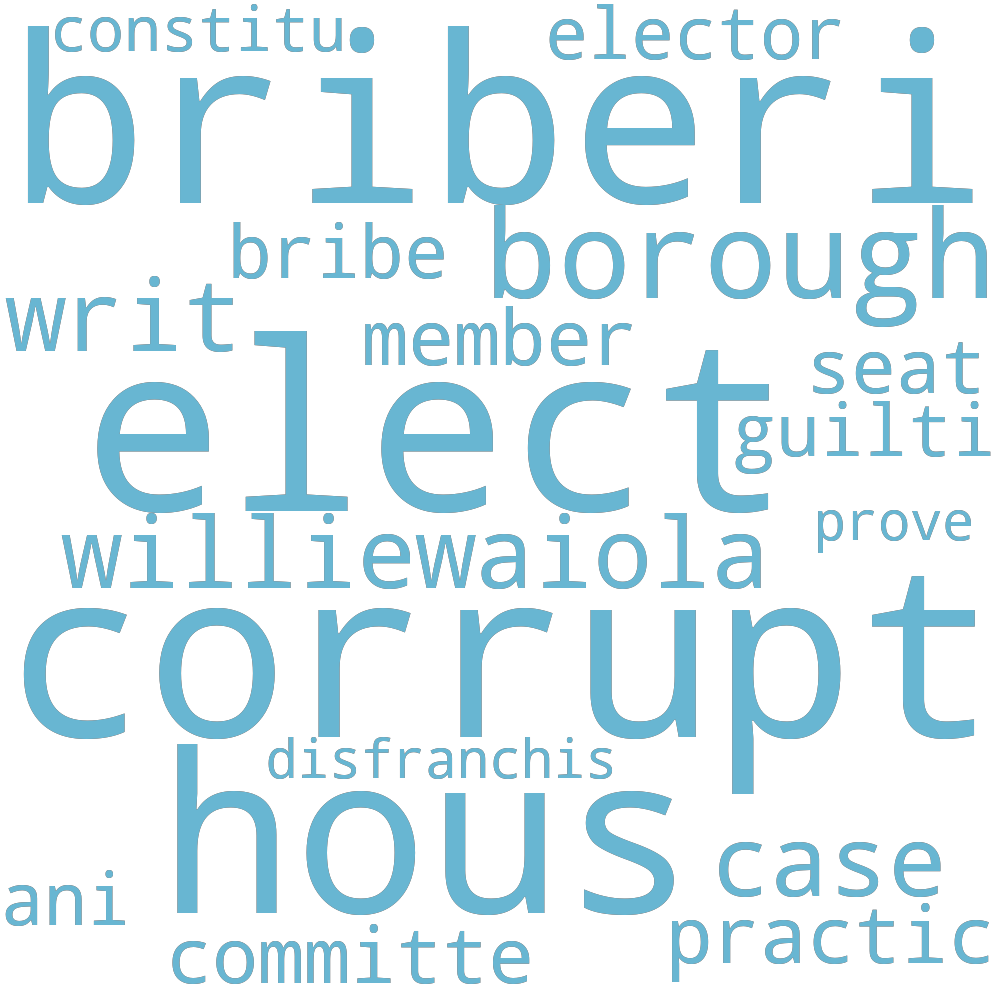 constitu elector
briberi
bribe borough
writ member
elect seat
guilti
williewaiola prove
corrupt
disfranchis
hous case
ani practic
committe